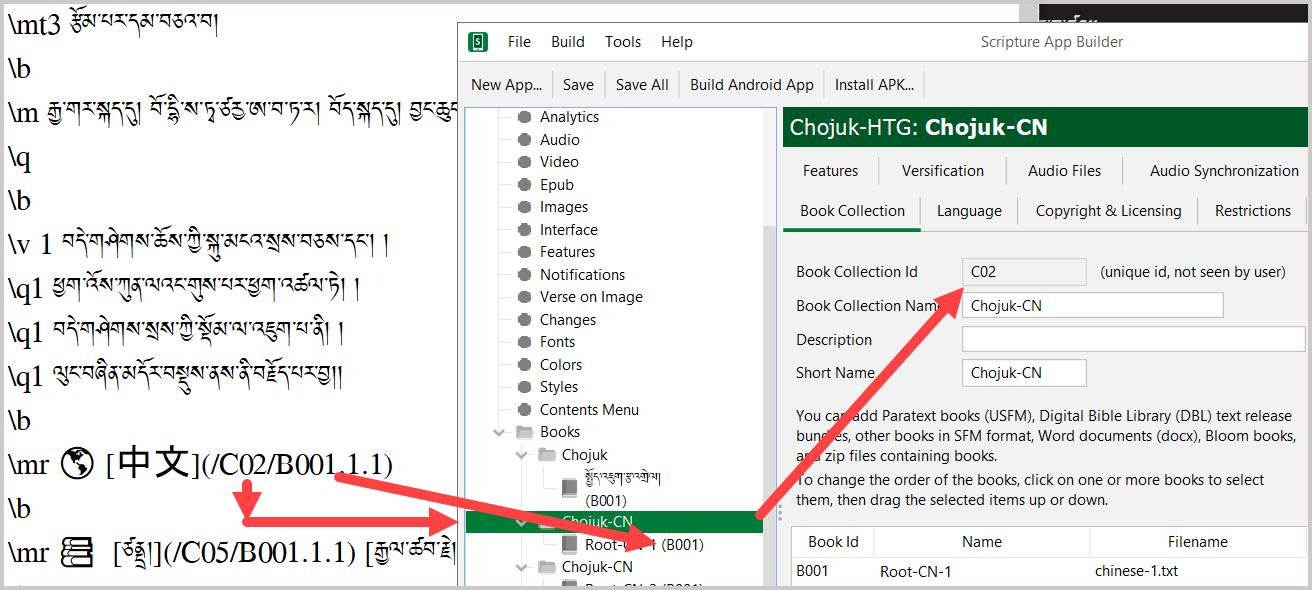 \mt3 རྩོམ་པར་དམ་བཅའ་བ།
\b
\m རྒྱ་གར་སྐད་དུ། བོ་དྷི་ས་ཏྭ་ཙརྱ་ཨ་བ་ཏ་ར། བོད་སྐད་དུ། བྱང་ཆུབ
\q
\b
\v 1 བདེ་གཤེགས་ཆོས་ཀྱི་སྐུ་མངའ་སྲས་བཅས་དང་། །
\q1 ཕྱག་འོས་ཀུན་ལའང་གུས་པར་ཕྱག་འཚལ་ཏེ། །
\q1 བདེ་གཤེགས་སྲས་ཀྱི་སྡོམ་ལ་འཇུག་པ་ནི། །
\q1 ལུང་བཞིན་མདོར་བསྡུས་ནས་ནི་བརྗོད་པར་བྱ།།
\b
\mr 🌎 [中文](/C02/B001.1.1)
\b
\mr [ཙནྡྲ།](/C05/B001.1.1) [རྒྱལ་ཚབ་རྗེ།
File Build Tools Help
Scripture App Builder
New App... Save Save All Build Android App Install APK...
Analytics
Audio
Video
Epub
Images
Interface
Features
Notifications
Verse on Image
Changes
Fonts
Colors
Styles
Contents Menu
Books
Chojuk
སྤྱོད་འཇུག་རྩ་འགྲེལ།
(B001)
Chojuk-CN
Root-CN-1 (B001)
Chojuk-CN
Chojuk-HTG: Chojuk-CN
Features Versification Audio Files Audio Synchronization
Book Collection Language Copyright & Licensing Restrictions
Book Collection Id C02 (unique id, not seen by user)
Book Collection Name Chojuk-CN
Description
Short Name Chojuk-CN
You can add Paratext books (USFM), Digital Bible Library (DBL) text release
bundles, other books in SFM format, Word documents (docx), Bloom books,
and zip files containing books.
To change the order of the books, click on one or more books to select
them, then drag the selected items up or down.
Book Id Name Filename
B001 Root-CN-1 chinese-1.txt